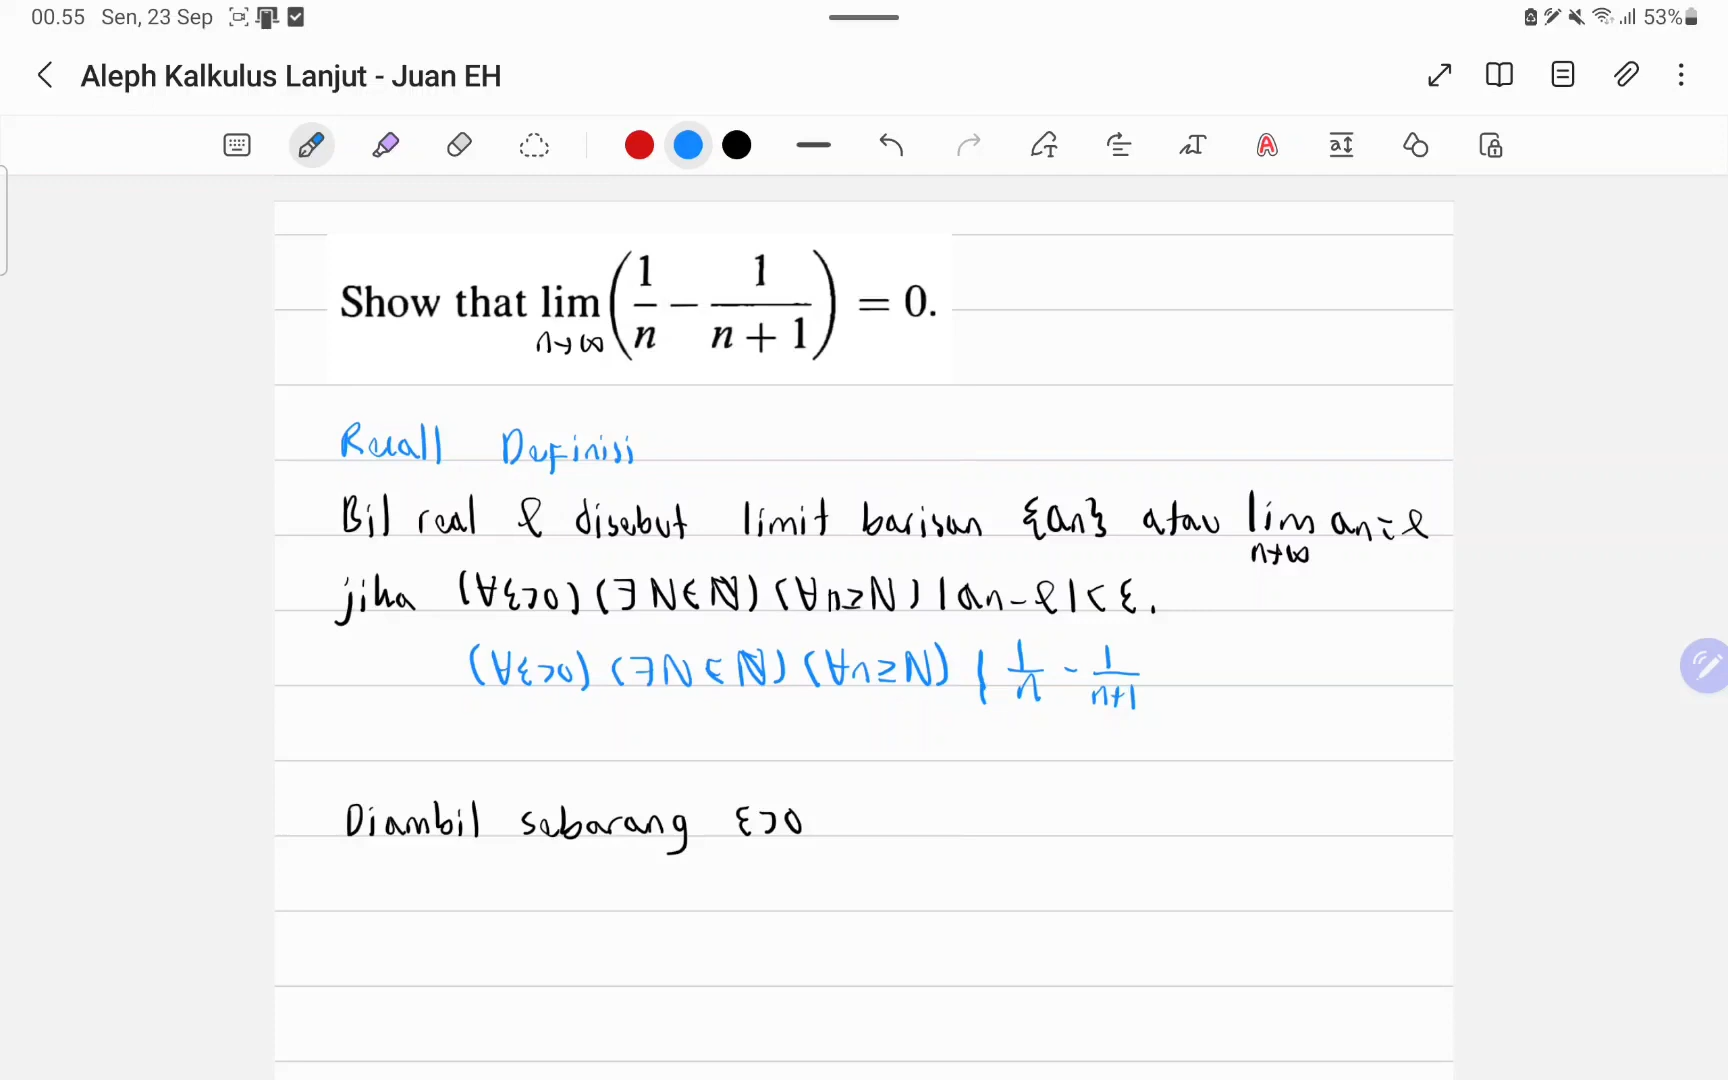 00.55 Sen, 23 Sep 53%
Aleph Kalkulus Lanjut - Juan EH
Show that lim n→∞ (1/n − 1/(n + 1)) = 0.
Recall Definisi
Bil real ℓ disebut limit barisan {an} atau lim n→∞ an = ℓ
jika (∀ε>0) (∃N∈ℕ) (∀n≥N) |an − ℓ| < ε.
(∀ε>0) (∃N∈ℕ) (∀n≥N) | 1/n - 1/(n+1)
Diambil sebarang ε>0